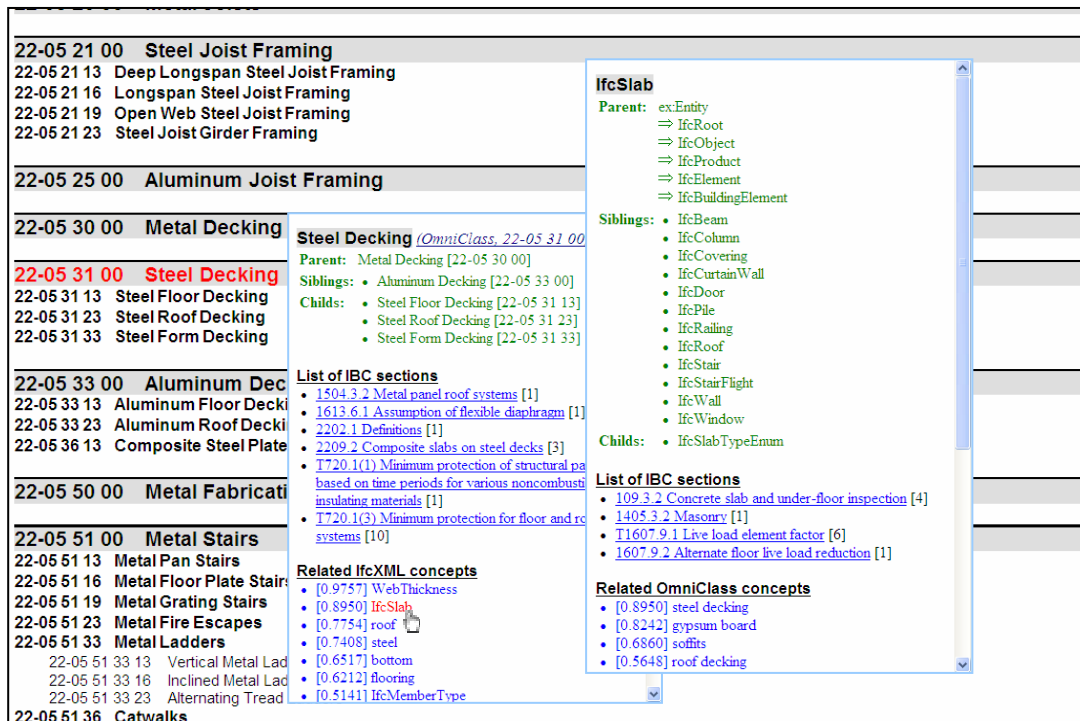 22-05 21 00 Steel Joist Framing
22-05 21 13 Deep Longspan Steel Joist Framing
22-05 21 16 Longspan Steel Joist Framing
22-05 21 19 Open Web Steel Joist Framing
22-05 21 23 Steel Joist Girder Framing
22-05 25 00 Aluminum Joist Framing
22-05 30 00 Metal Decking
22-05 31 00 Steel Decking
22-05 31 13 Steel Floor Decking
22-05 31 23 Steel Roof Decking
22-05 31 33 Steel Form Decking
22-05 33 00 Aluminum Dec
22-05 33 13 Aluminum Floor Decki
22-05 33 23 Aluminum Roof Decki
22-05 36 13 Composite Steel Plate
22-05 50 00 Metal Fabricati
22-05 51 00 Metal Stairs
22-05 51 13 Metal Pan Stairs
22-05 51 16 Metal Floor Plate Stairs
22-05 51 19 Metal Grating Stairs
22-05 51 23 Metal Fire Escapes
22-05 51 33 Metal Ladders
22-05 51 33 13 Vertical Metal Lad
22-05 51 33 16 Inclined Metal Lad
22-05 51 33 23 Alternating Tread
22-05 51 36 Catwalks
Steel Decking (OmniClass, 22-05 31 00
Parent: Metal Decking [22-05 30 00]
Siblings: • Aluminum Decking [22-05 33 00]
Childs: • Steel Floor Decking [22-05 31 13]
• Steel Roof Decking [22-05 31 23]
• Steel Form Decking [22-05 31 33]
List of IBC sections
• 1504.3.2 Metal panel roof systems [1]
• 1613.6.1 Assumption of flexible diaphragm [1]
• 2202.1 Definitions [1]
• 2209.2 Composite slabs on steel decks [3]
• T720.1(1) Minimum protection of structural pa
based on time periods for various noncombusti
insulating materials [1]
• T720.1(3) Minimum protection for floor and ro
systems [10]
Related IfcXML concepts
• [0.9757] WebThickness
• [0.8950] IfcSlab
• [0.7754] roof
• [0.7408] steel
• [0.6517] bottom
• [0.6212] flooring
• [0.5141] IfcMemberType
IfcSlab
Parent: ex:Entity
⇒ IfcRoot
⇒ IfcObject
⇒ IfcProduct
⇒ IfcElement
⇒ IfcBuildingElement
Siblings: • IfcBeam
• IfcColumn
• IfcCovering
• IfcCurtainWall
• IfcDoor
• IfcPile
• IfcRailing
• IfcRoof
• IfcStair
• IfcStairFlight
• IfcWall
• IfcWindow
Childs: • IfcSlabTypeEnum
List of IBC sections
• 109.3.2 Concrete slab and under-floor inspection [4]
• 1405.3.2 Masonry [1]
• T1607.9.1 Live load element factor [6]
• 1607.9.2 Alternate floor live load reduction [1]
Related OmniClass concepts
• [0.8950] steel decking
• [0.8242] gypsum board
• [0.6860] soffits
• [0.5648] roof decking